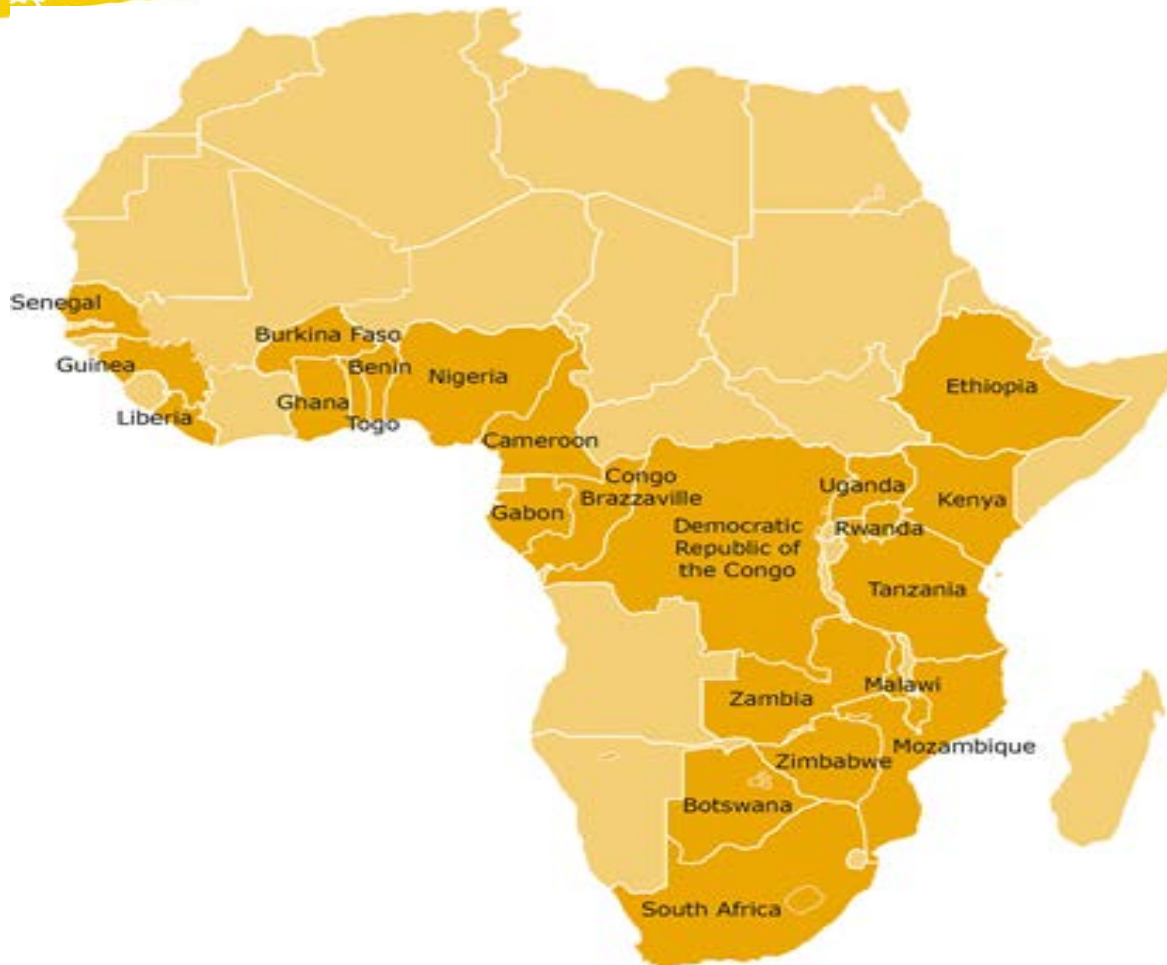 Senegal
Burkina Faso
Guinea
Benin
Nigeria
Ethiopia
Ghana
Liberia
Togo
Cameroon
Congo
Brazzaville
Uganda
Kenya
Gabon
Democratic
Republic of
the Congo
Rwanda
Tanzania
Malawi
Zambia
Mozambique
Zimbabwe
Botswana
South Africa